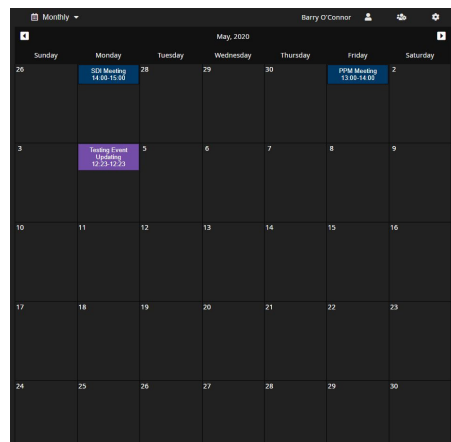 Monthly Barry O'Connor
May, 2020
Sunday Monday Tuesday Wednesday Thursday Friday Saturday
26 SDI Meeting 28 29 30 PPM Meeting 2
14:00-15:00 13:00-14:00
3 Testing Event 5 6 7 8 9
Updating
12:23-12:23
10 11 12 13 14 15 16
17 18 19 20 21 22 23
24 25 26 27 28 29 30